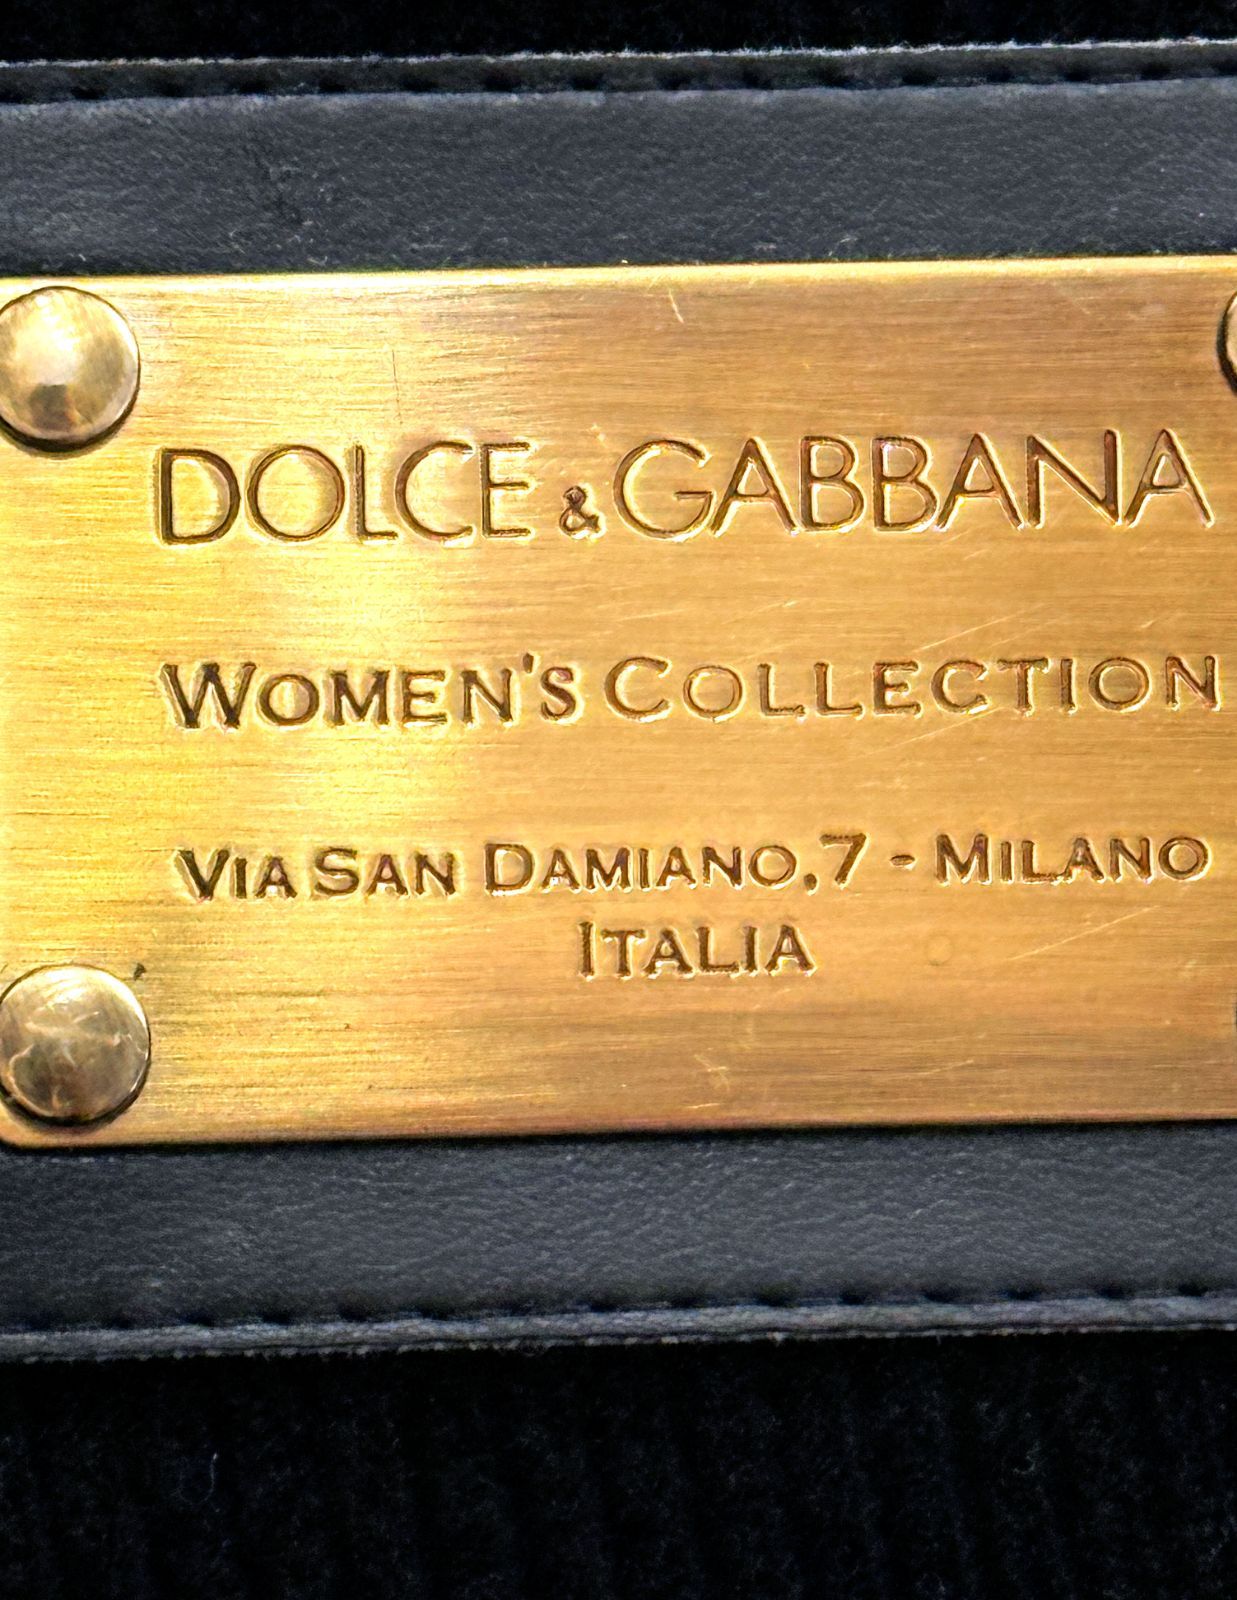 DOLCE & GABBANA
WOMEN'S COLLECTION
VIA SAN DAMIANO, 7 - MILANO
ITALIA